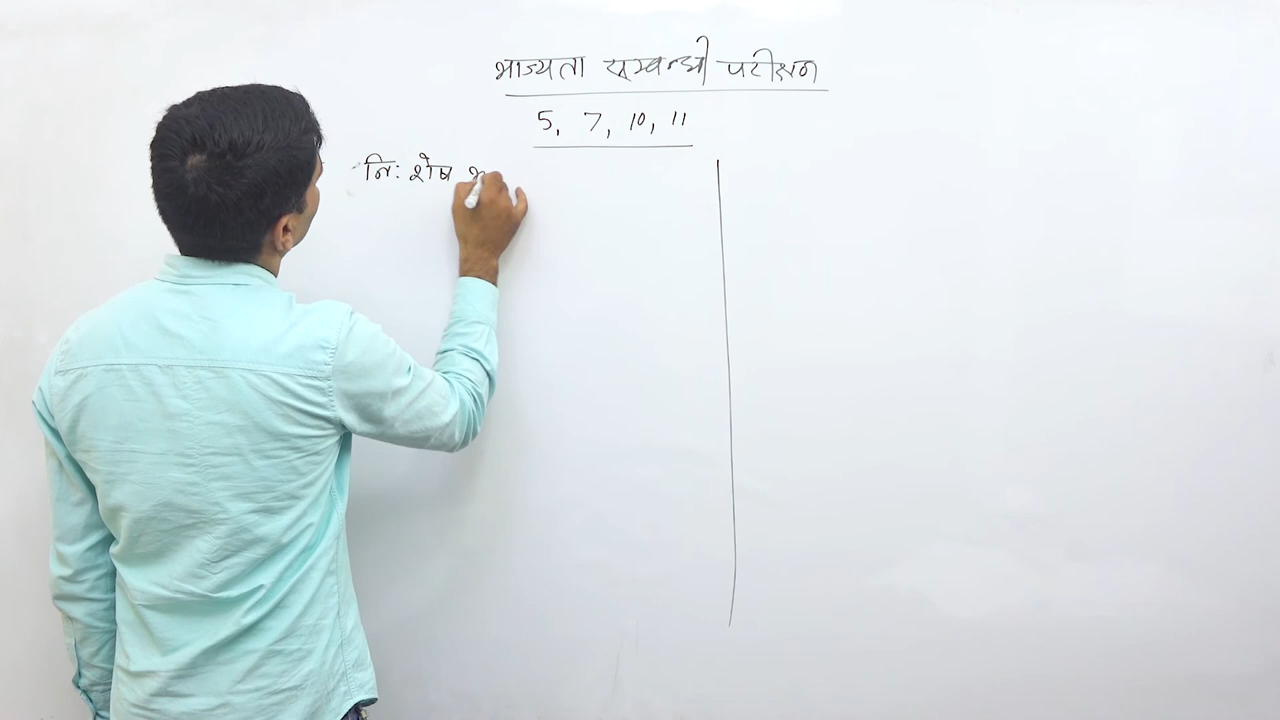 भाज्यता सम्बन्धी परीक्षण
5, 7, 10, 11
नि: शेष